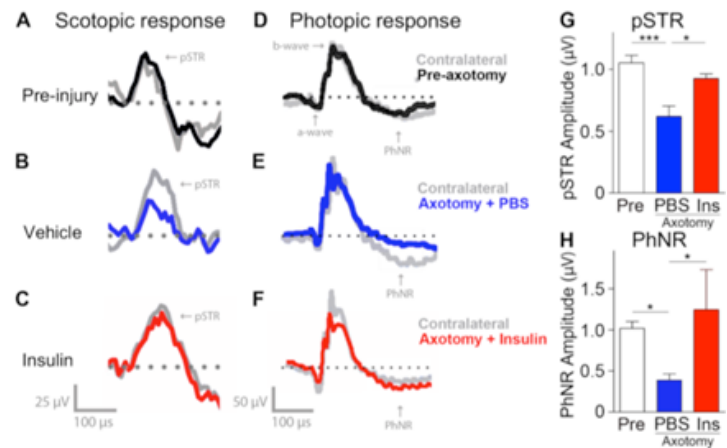 A Scotopic response
D Photopic response
G pSTR
Pre-injury
← pSTR
b-wave →
Contralateral
Pre-axotomy
↑
a-wave
↑
PhNR
pSTR Amplitude (µV)
1.0
0.5
0
***
*
Pre PBS Ins
Axotomy
B
Vehicle
← pSTR
E
Contralateral
Axotomy + PBS
↑
PhNR
H PhNR
PhNR Amplitude (µV)
1.5
1.0
0.5
0
*
*
Pre PBS Ins
Axotomy
C
Insulin
← pSTR
25 µV
100 µs
F
Contralateral
Axotomy + Insulin
↑
PhNR
50 µV
100 µs